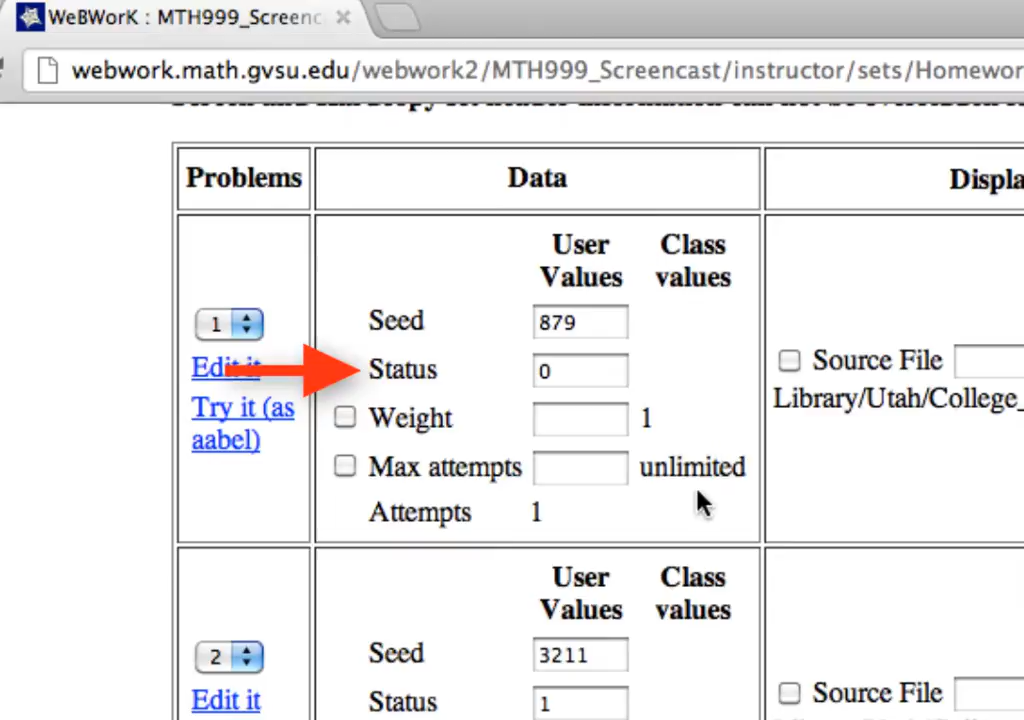 WeBWorK : MTH999_Screenc
webwork.math.gvsu.edu/webwork2/MTH999_Screencast/instructor/sets/Homewor
Problems Data Displa
User Class
Values values
1 Seed 879
Edit it Status 0 Source File
Try it (as Library/Utah/College_
aabel) Weight 1
Max attempts unlimited
Attempts 1
User Class
Values values
2 Seed 3211
Edit it Status 1 Source File